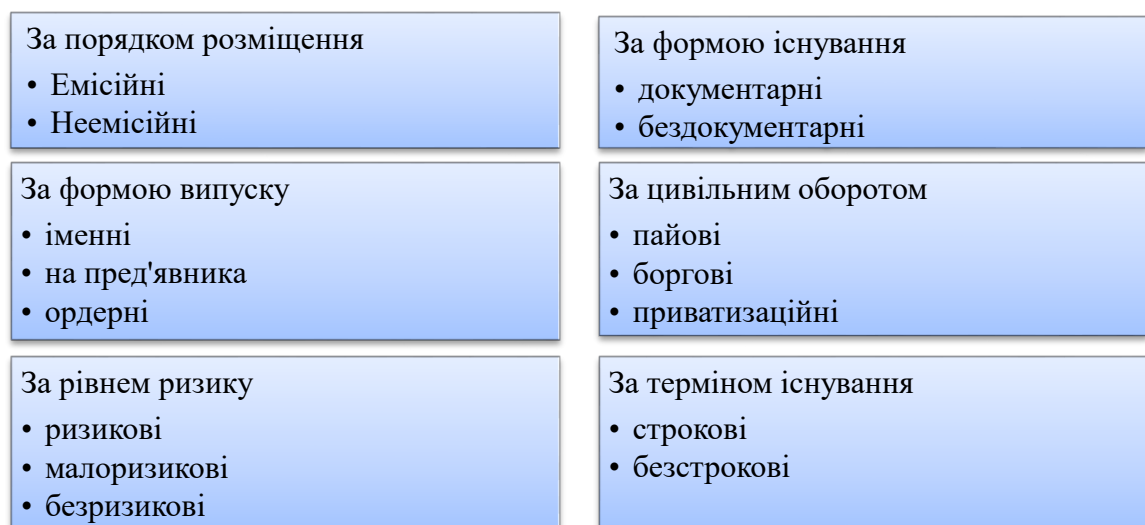 За порядком розміщення
• Емісійні
• Неемісійні
За формою існування
• документарні
• бездокументарні
За формою випуску
• іменні
• на пред'явника
• ордерні
За цивільним оборотом
• пайові
• боргові
• приватизаційні
За рівнем ризику
• ризикові
• малоризикові
• безризикові
За терміном існування
• строкові
• безстрокові